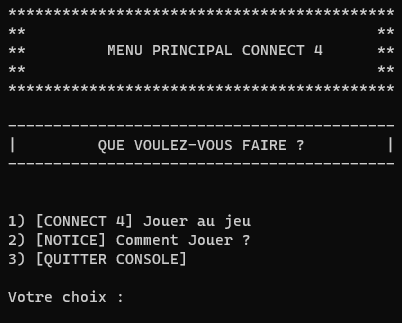 *******************************************
**                                       **
**         MENU PRINCIPAL CONNECT 4      **
**                                       **
*******************************************
-------------------------------------------
|         QUE VOULEZ-VOUS FAIRE ?         |
-------------------------------------------
1) [CONNECT 4] Jouer au jeu
2) [NOTICE] Comment Jouer ?
3) [QUITTER CONSOLE]
Votre choix :